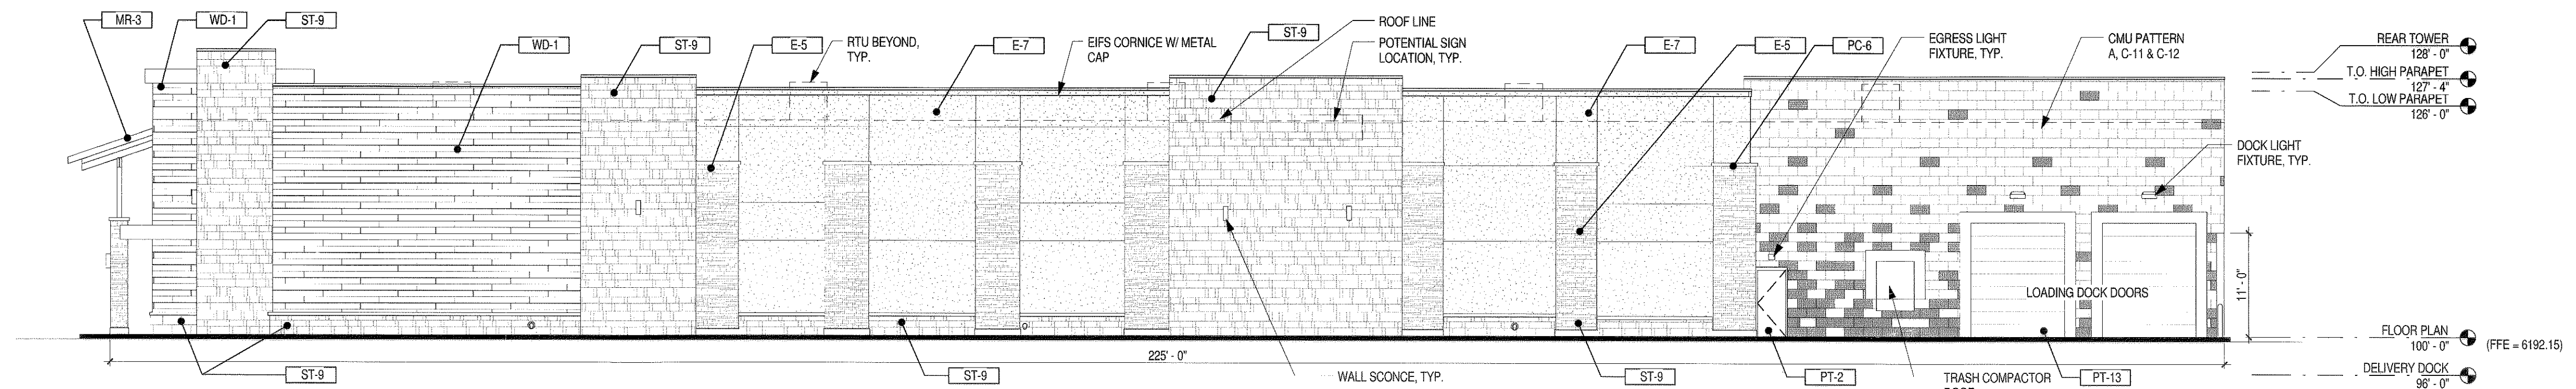 MR-3
WD-1
ST-9
WD-1
ST-9
E-5
RTU BEYOND,
TYP.
E-7
EIFS CORNICE W/ METAL
CAP
ST-9
ROOF LINE
POTENTIAL SIGN
LOCATION, TYP.
E-7
E-5
PC-6
EGRESS LIGHT
FIXTURE, TYP.
CMU PATTERN
A, C-11 & C-12
REAR TOWER
128' - 0"
T.O. HIGH PARAPET
127' - 4"
T.O. LOW PARAPET
126' - 0"
DOCK LIGHT
FIXTURE, TYP.
11' - 0"
LOADING DOCK DOORS
FLOOR PLAN
100' - 0"
(FFE = 6192.15)
225' - 0"
ST-9
ST-9
WALL SCONCE, TYP.
ST-9
PT-2
TRASH COMPACTOR
PT-13
DELIVERY DOCK
96' - 0"